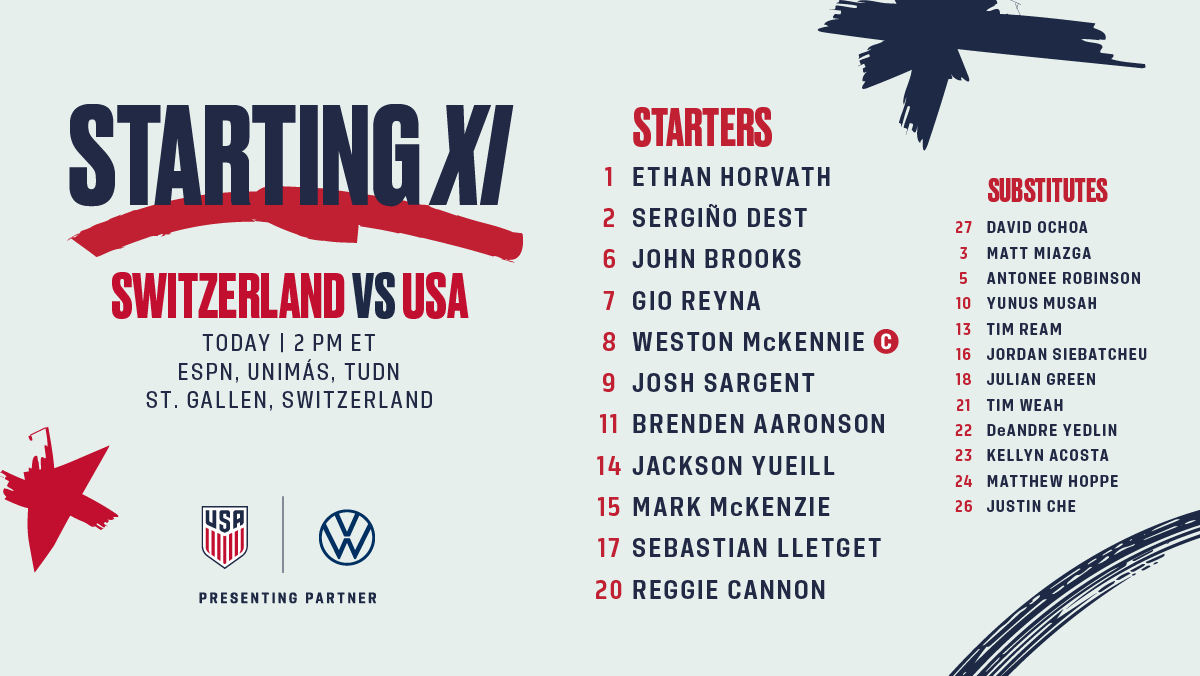 STARTING XI
SWITZERLAND VS USA
TODAY | 2 PM ET
ESPN, UNIMÁS, TUDN
ST. GALLEN, SWITZERLAND
USA
VW
PRESENTING PARTNER
STARTERS
1 ETHAN HORVATH
2 SERGIÑO DEST
6 JOHN BROOKS
7 GIO REYNA
8 WESTON McKENNIE C
9 JOSH SARGENT
11 BRENDEN AARONSON
14 JACKSON YUEILL
15 MARK McKENZIE
17 SEBASTIAN LLETGET
20 REGGIE CANNON
SUBSTITUTES
27 DAVID OCHOA
3 MATT MIAZGA
5 ANTONEE ROBINSON
10 YUNUS MUSAH
13 TIM REAM
16 JORDAN SIEBATCHEU
18 JULIAN GREEN
21 TIM WEAH
22 DeANDRE YEDLIN
23 KELLYN ACOSTA
24 MATTHEW HOPPE
26 JUSTIN CHE